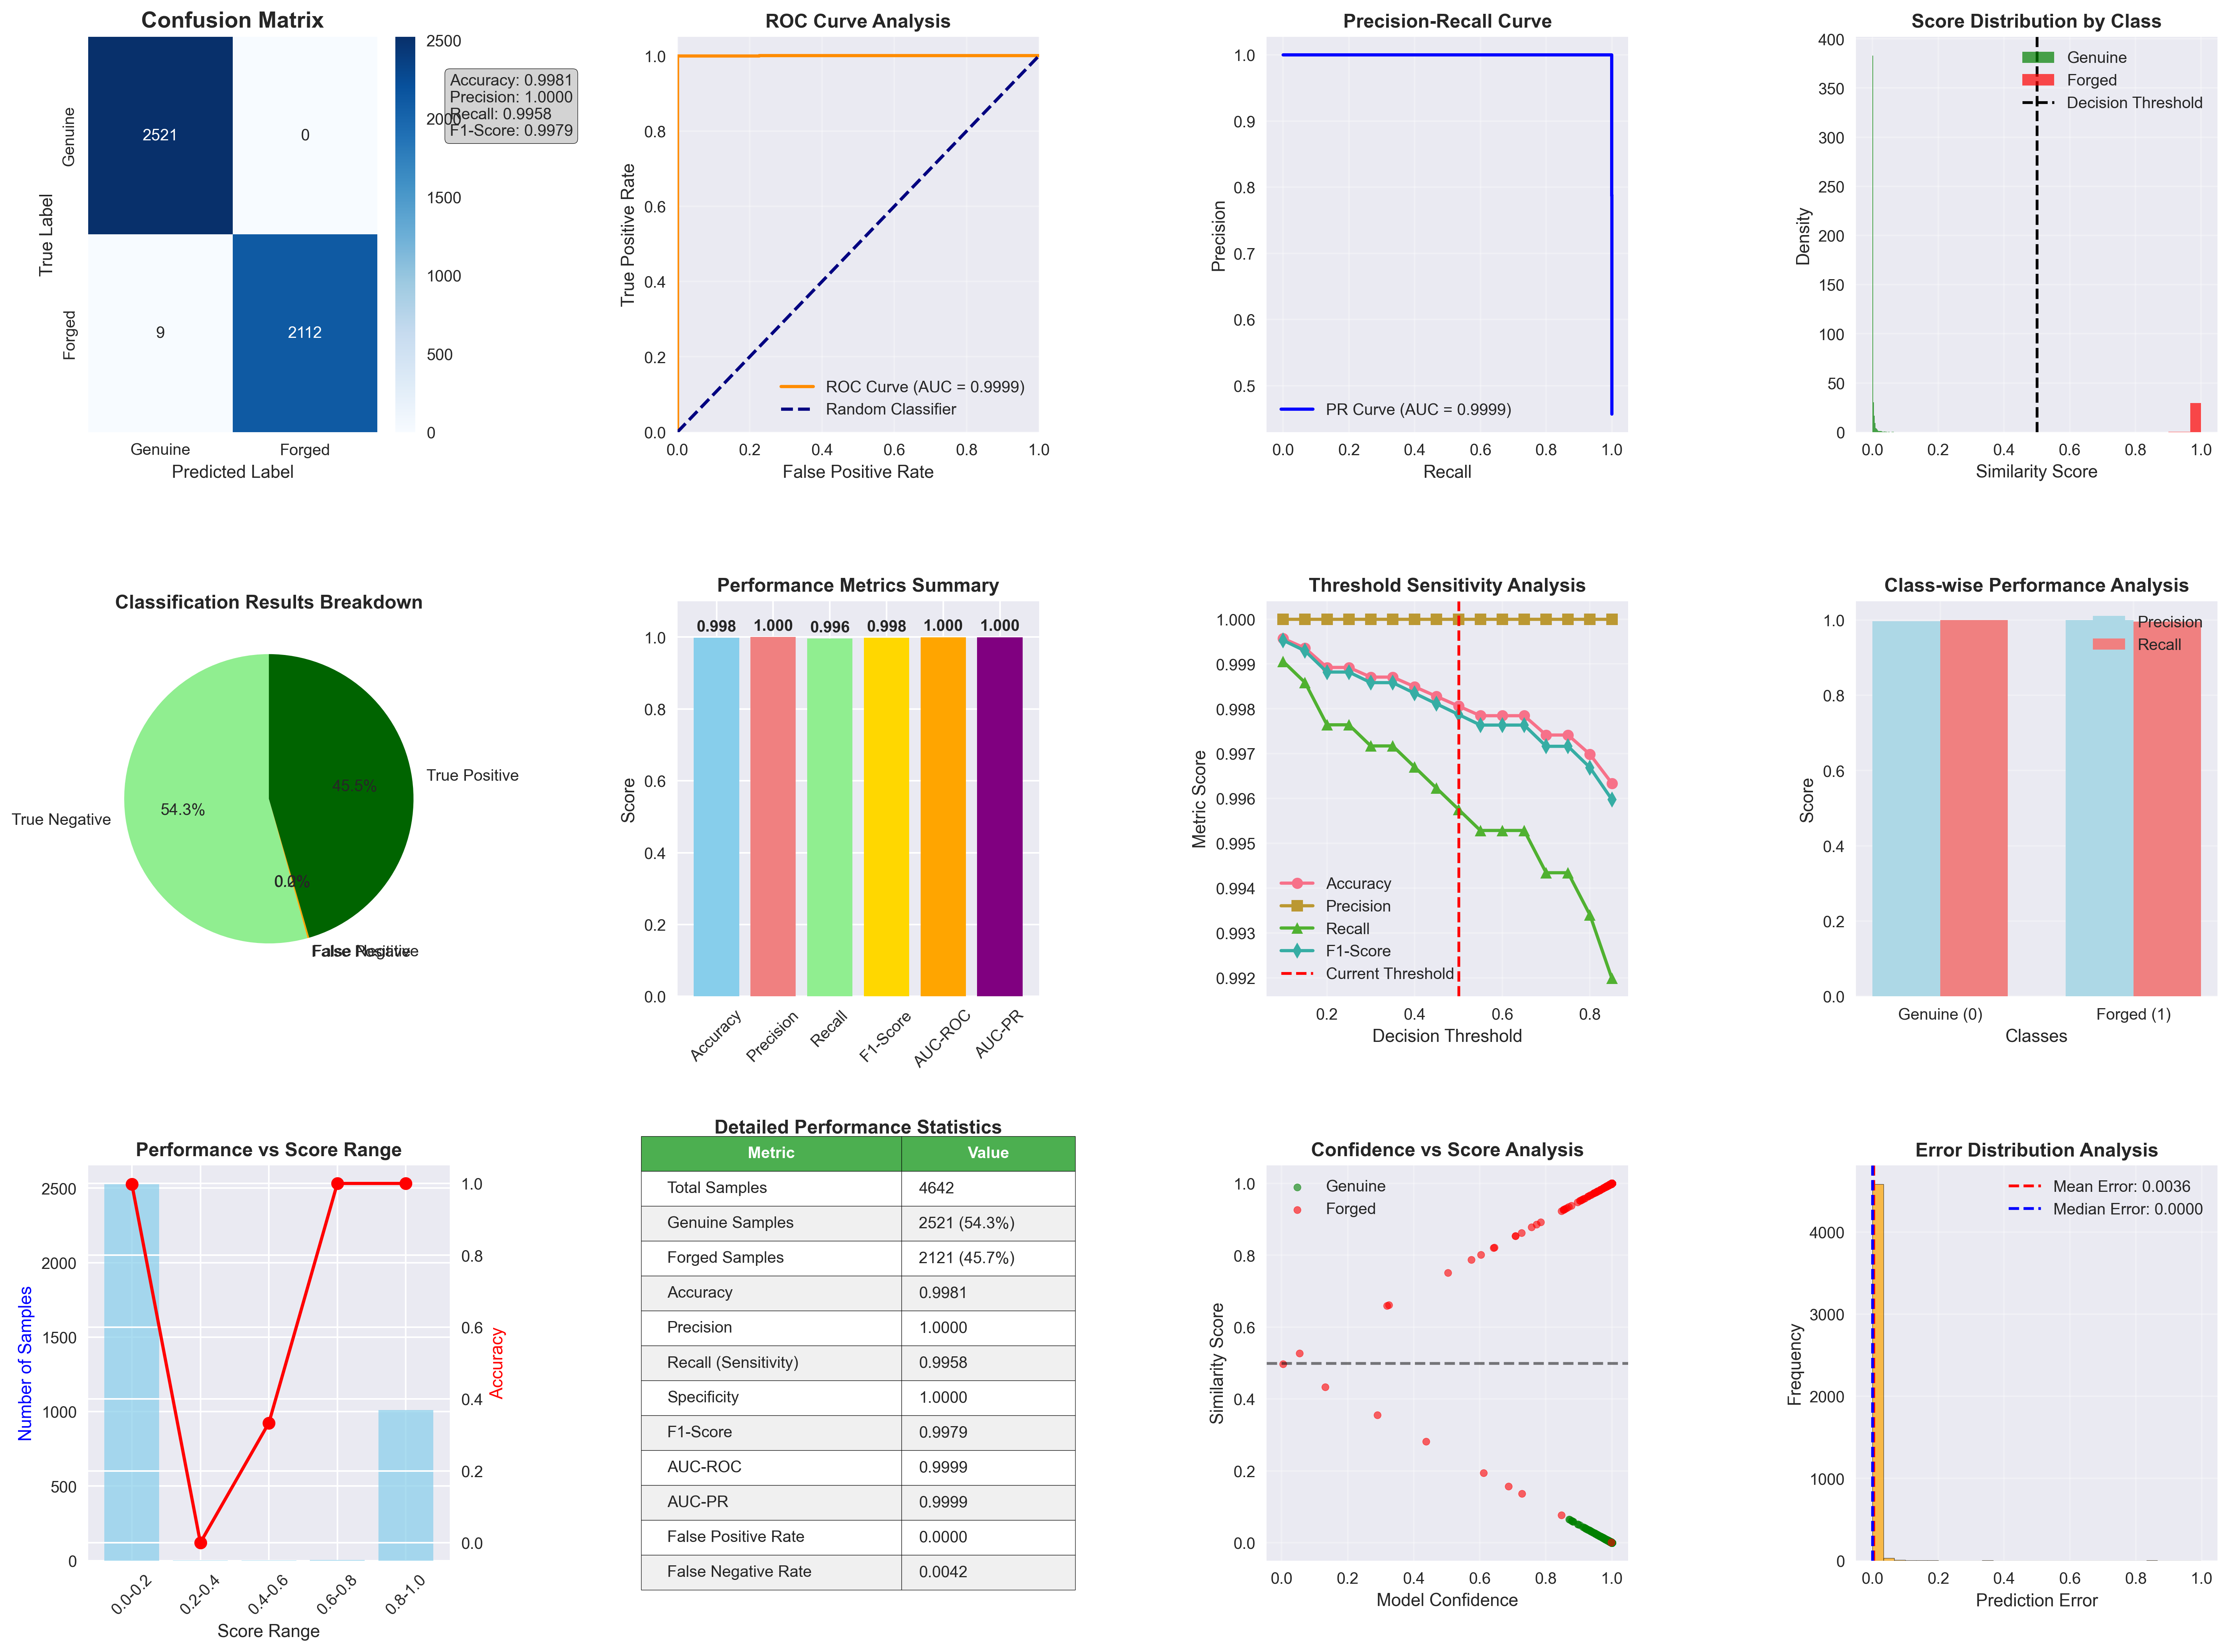 Confusion Matrix
2521
0
9
2112
Genuine
Forged
True Label
Genuine
Forged
Predicted Label
2500
2000
1500
1000
500
0
Accuracy: 0.9981
Precision: 1.0000
Recall: 0.9958
F1-Score: 0.9979
ROC Curve Analysis
True Positive Rate
1.0
0.8
0.6
0.4
0.2
0.0
ROC Curve (AUC = 0.9999)
Random Classifier
0.0 0.2 0.4 0.6 0.8 1.0
False Positive Rate
Precision-Recall Curve
Precision
1.0
0.9
0.8
0.7
0.6
0.5
PR Curve (AUC = 0.9999)
0.0 0.2 0.4 0.6 0.8 1.0
Recall
Score Distribution by Class
Density
400
350
300
250
200
150
100
50
0
Genuine
Forged
Decision Threshold
0.0 0.2 0.4 0.6 0.8 1.0
Similarity Score
Classification Results Breakdown
45.5%
True Positive
54.3%
True Negative
0.0%
0.2%
False Positive
False Negative
Performance Metrics Summary
0.998 1.000 0.996 0.998 1.000 1.000
Score
1.0
0.8
0.6
0.4
0.2
0.0
Accuracy
Precision
Recall
F1-Score
AUC-ROC
AUC-PR
Threshold Sensitivity Analysis
Metric Score
1.000
0.999
0.998
0.997
0.996
0.995
0.994
0.993
0.992
Accuracy
Precision
Recall
F1-Score
Current Threshold
0.2 0.4 0.6 0.8
Decision Threshold
Class-wise Performance Analysis
Score
1.0
0.8
0.6
0.4
0.2
0.0
Precision
Recall
Genuine (0) Forged (1)
Classes
Performance vs Score Range
Number of Samples
2500
2000
1500
1000
500
0
1.0
0.8
0.6
0.4
0.2
0.0
Accuracy
0.0-0.2
0.2-0.4
0.4-0.6
0.6-0.8
0.8-1.0
Score Range
Detailed Performance Statistics
Metric Value
Total Samples 4642
Genuine Samples 2521 (54.3%)
Forged Samples 2121 (45.7%)
Accuracy 0.9981
Precision 1.0000
Recall (Sensitivity) 0.9958
Specificity 1.0000
F1-Score 0.9979
AUC-ROC 0.9999
AUC-PR 0.9999
False Positive Rate 0.0000
False Negative Rate 0.0042
Confidence vs Score Analysis
Similarity Score
1.0
0.8
0.6
0.4
0.2
0.0
Genuine
Forged
0.0 0.2 0.4 0.6 0.8 1.0
Model Confidence
Error Distribution Analysis
Frequency
4000
3000
2000
1000
0
Mean Error: 0.0036
Median Error: 0.0000
0.0 0.2 0.4 0.6 0.8 1.0
Prediction Error